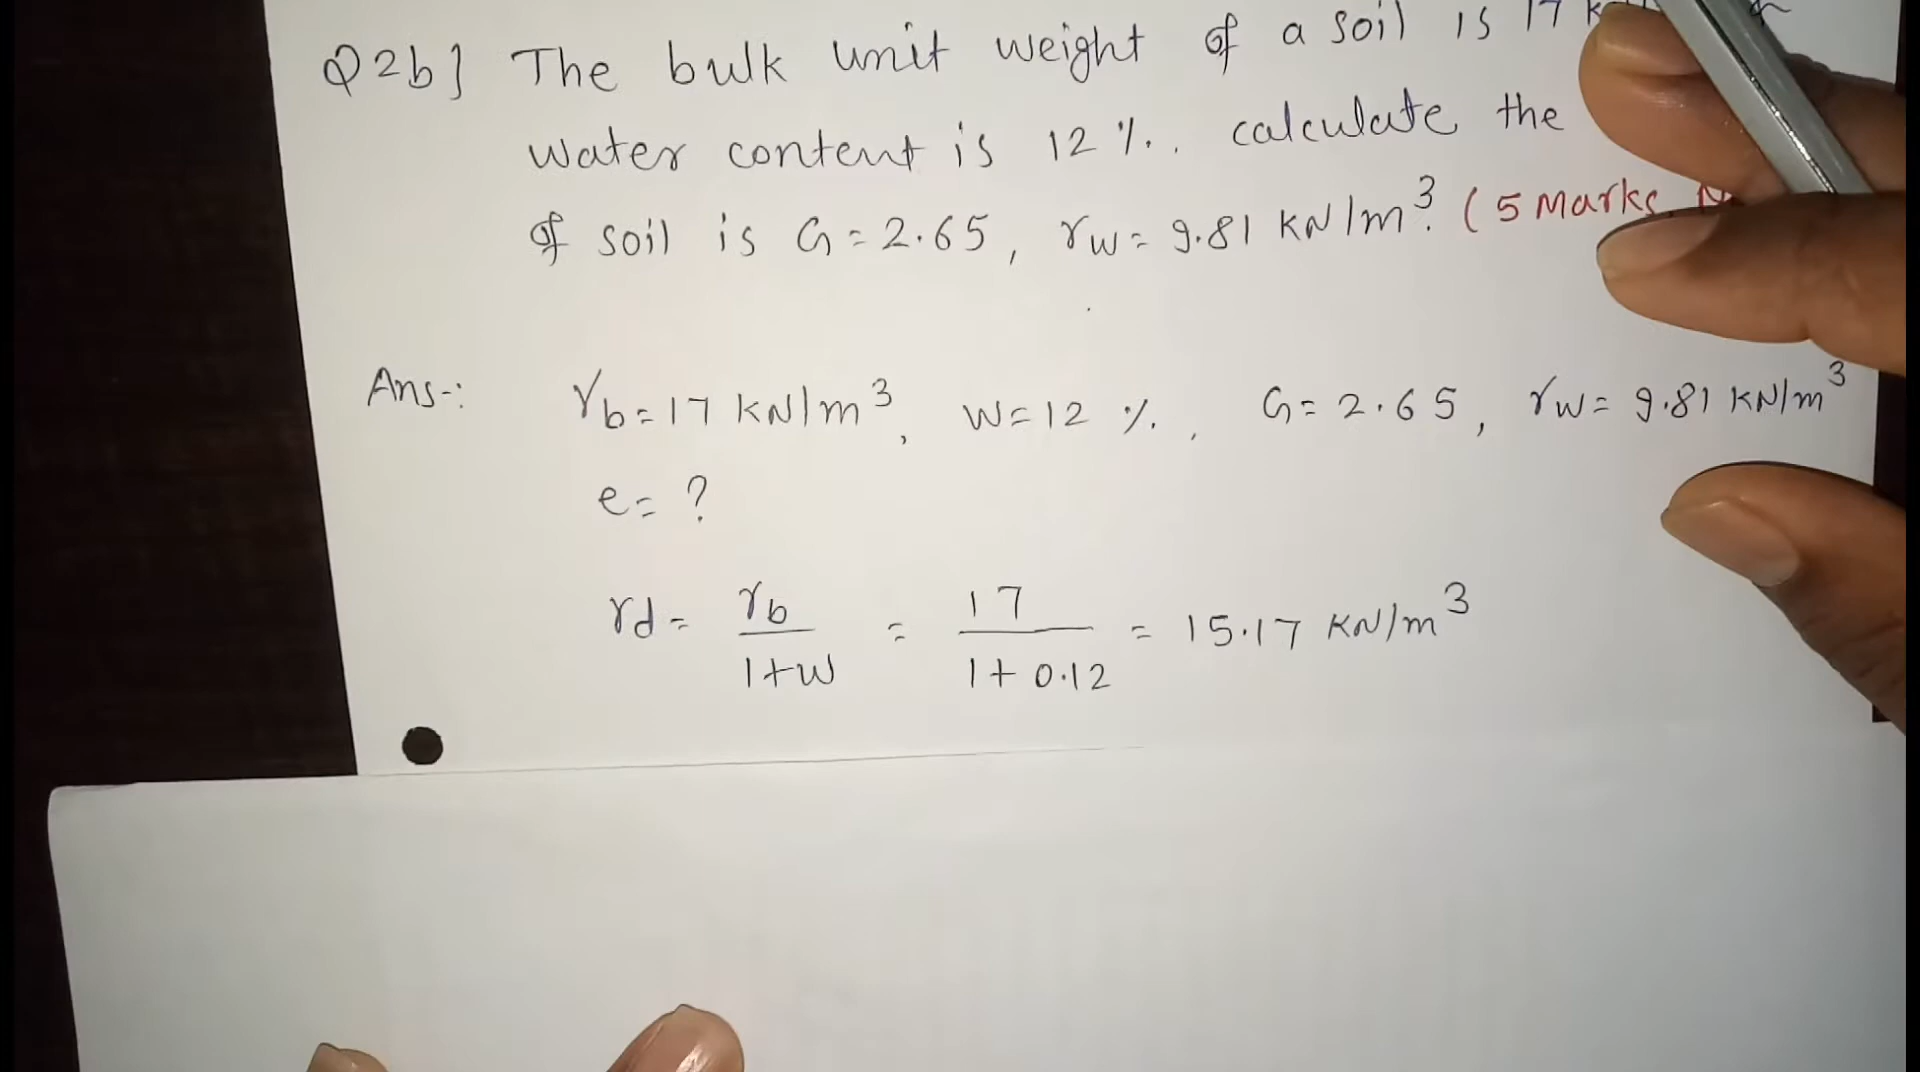 Q2b] The bulk unit weight of a soil is 17
water content is 12 %., calculate the
of soil is G = 2.65, γw = 9.81 KN/m³? (5 Marks
Ans-: γb = 17 KN/m³, W = 12 %., G = 2.65, γw = 9.81 KN/m³
e = ?
γd = γb / 1+W = 17 / 1+0.12 = 15.17 KN/m³